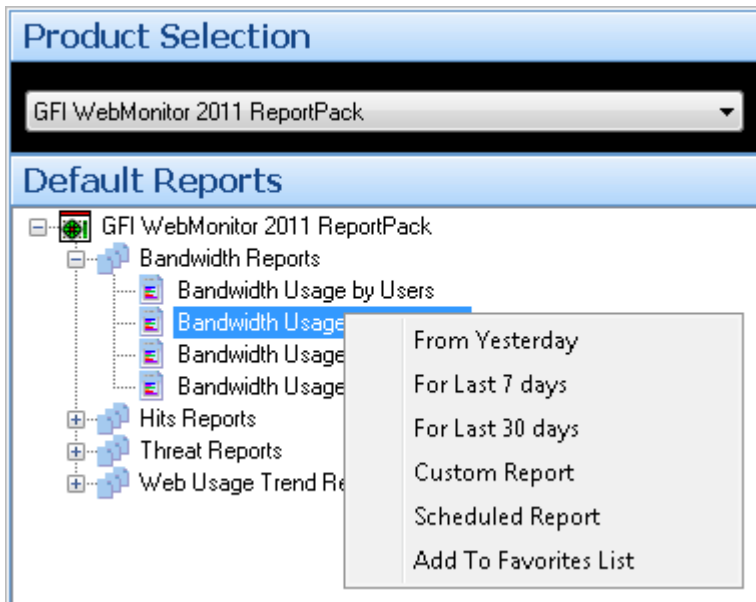 Product Selection
GFI WebMonitor 2011 ReportPack
Default Reports
GFI WebMonitor 2011 ReportPack
Bandwidth Reports
Bandwidth Usage by Users
Bandwidth Usage
Bandwidth Usage
Bandwidth Usage
Hits Reports
Threat Reports
Web Usage Trend Re
From Yesterday
For Last 7 days
For Last 30 days
Custom Report
Scheduled Report
Add To Favorites List